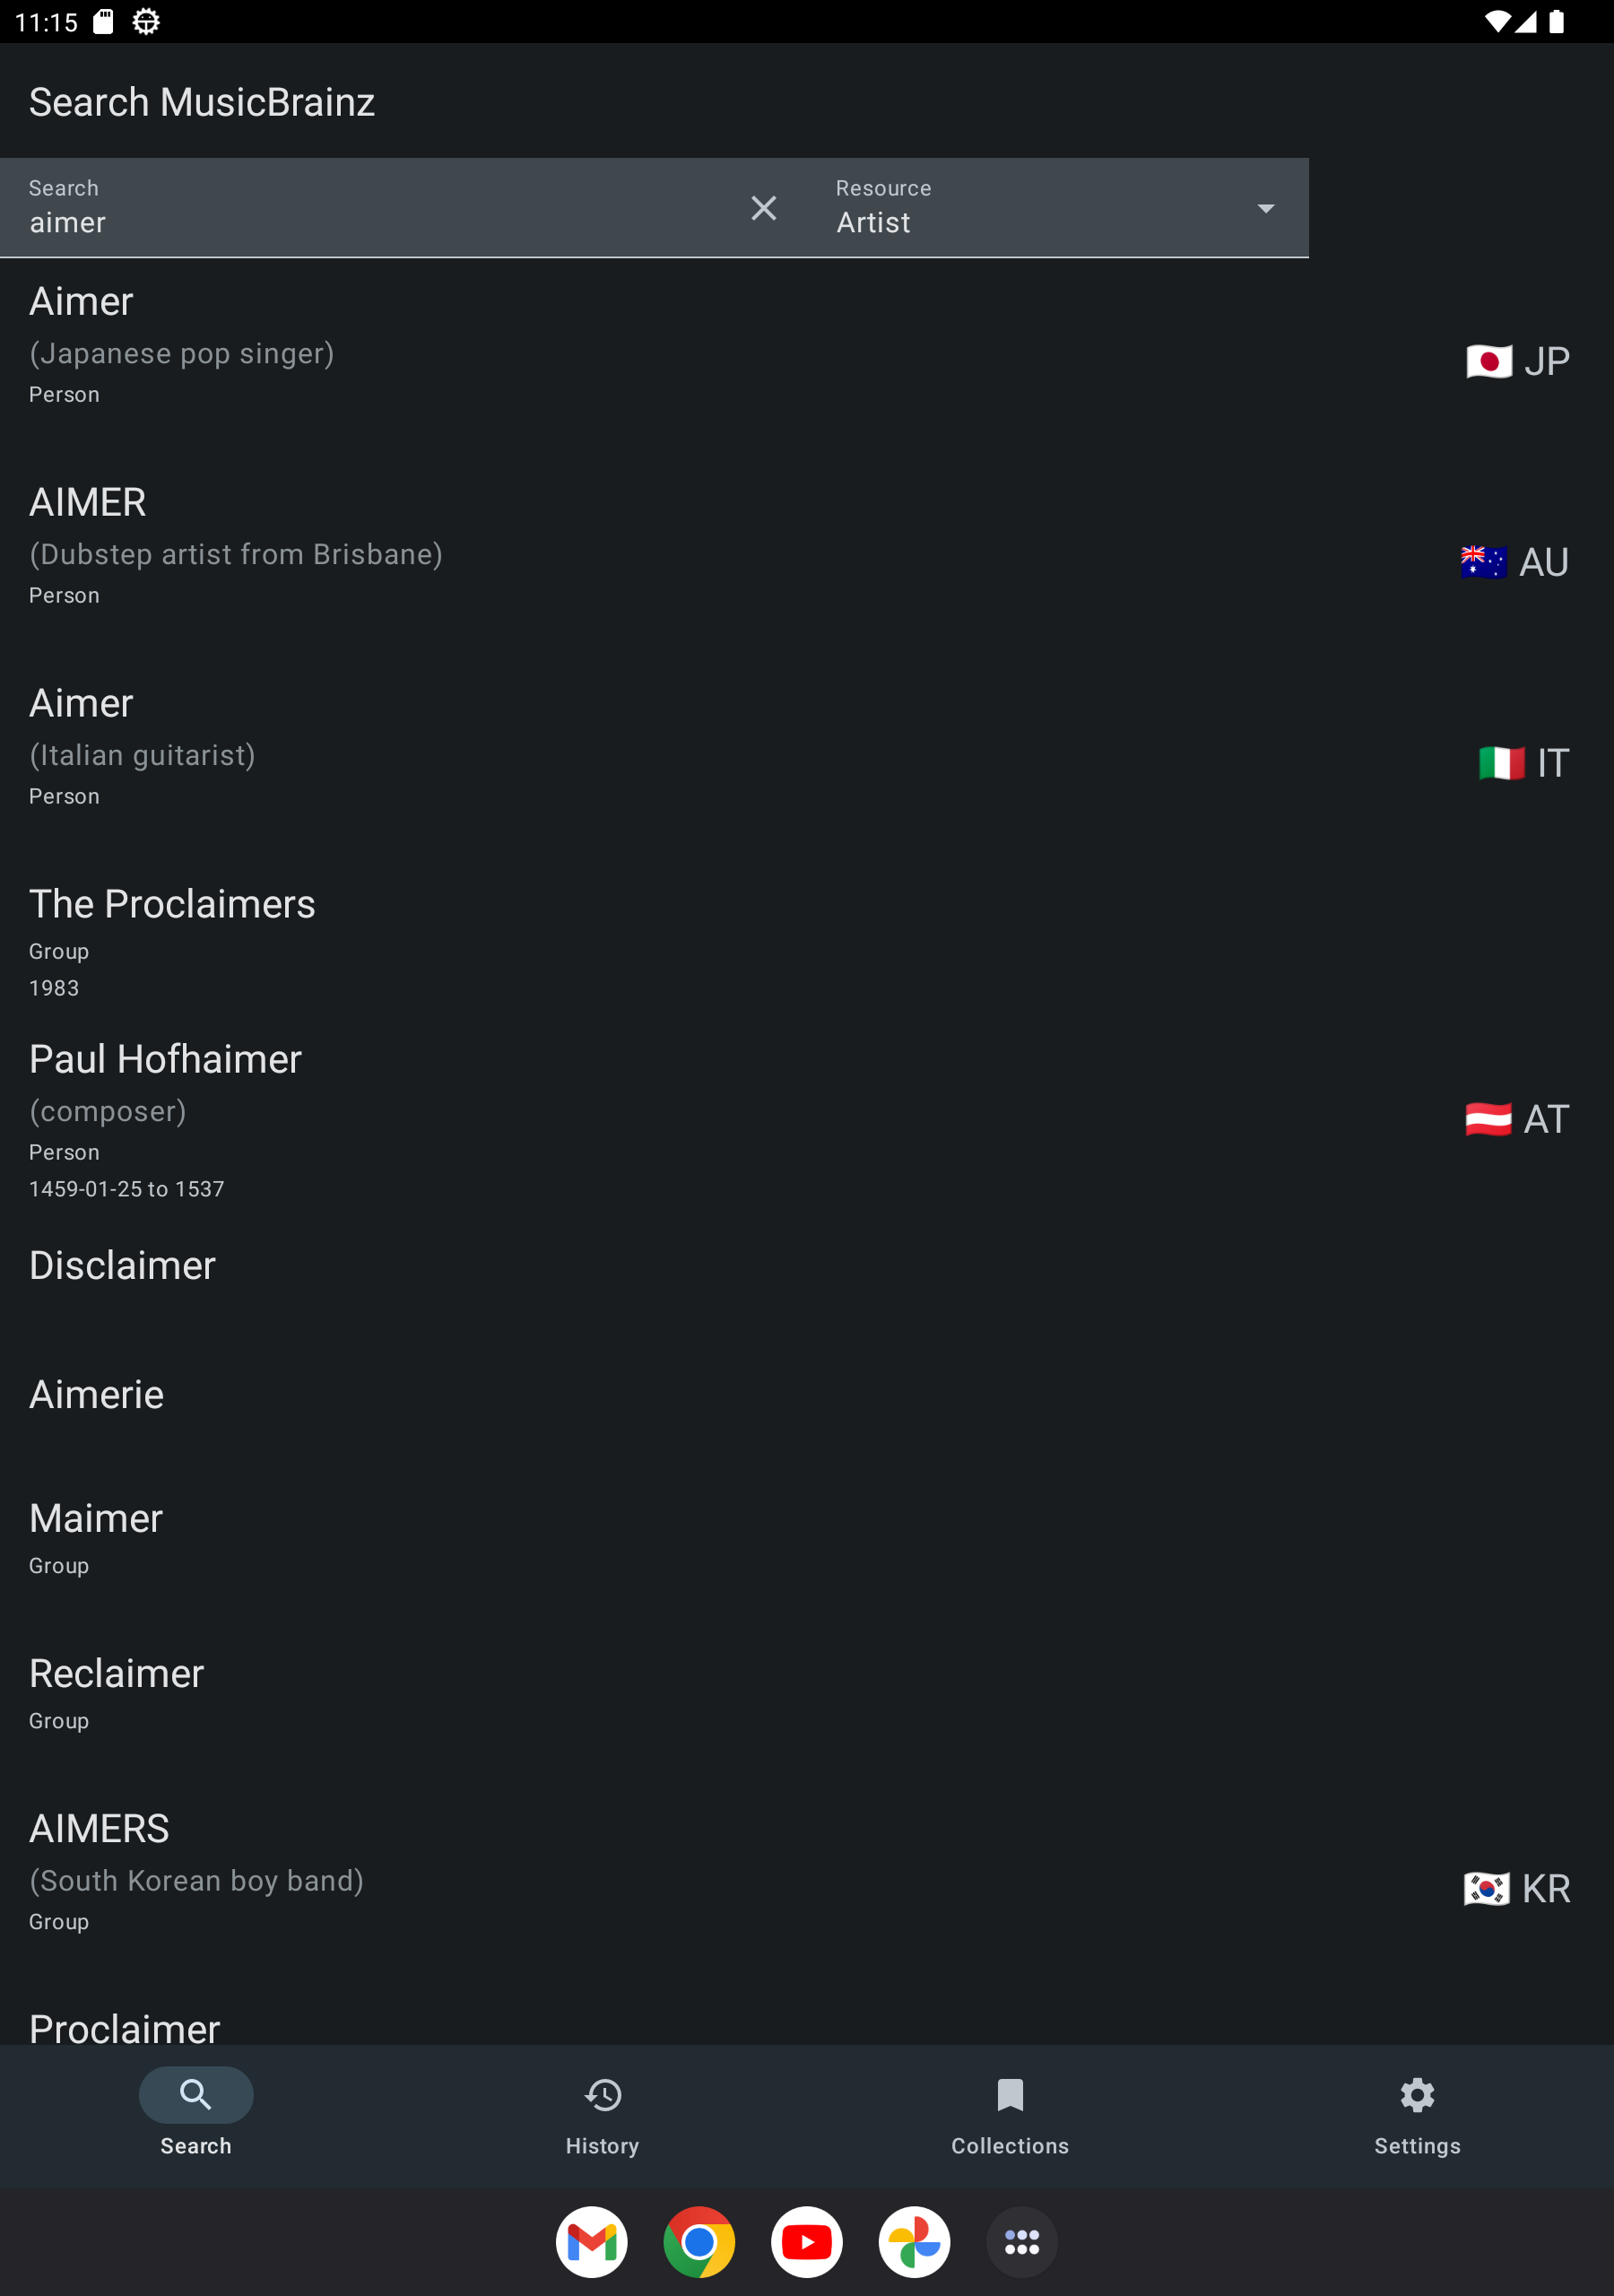 11:15
Search MusicBrainz
Search
aimer
Resource
Artist
Aimer
(Japanese pop singer)
Person
JP
AIMER
(Dubstep artist from Brisbane)
Person
AU
Aimer
(Italian guitarist)
Person
IT
The Proclaimers
Group
1983
Paul Hofhaimer
(composer)
Person
1459-01-25 to 1537
AT
Disclaimer
Aimerie
Maimer
Group
Reclaimer
Group
AIMERS
(South Korean boy band)
Group
KR
Proclaimer
Search
History
Collections
Settings